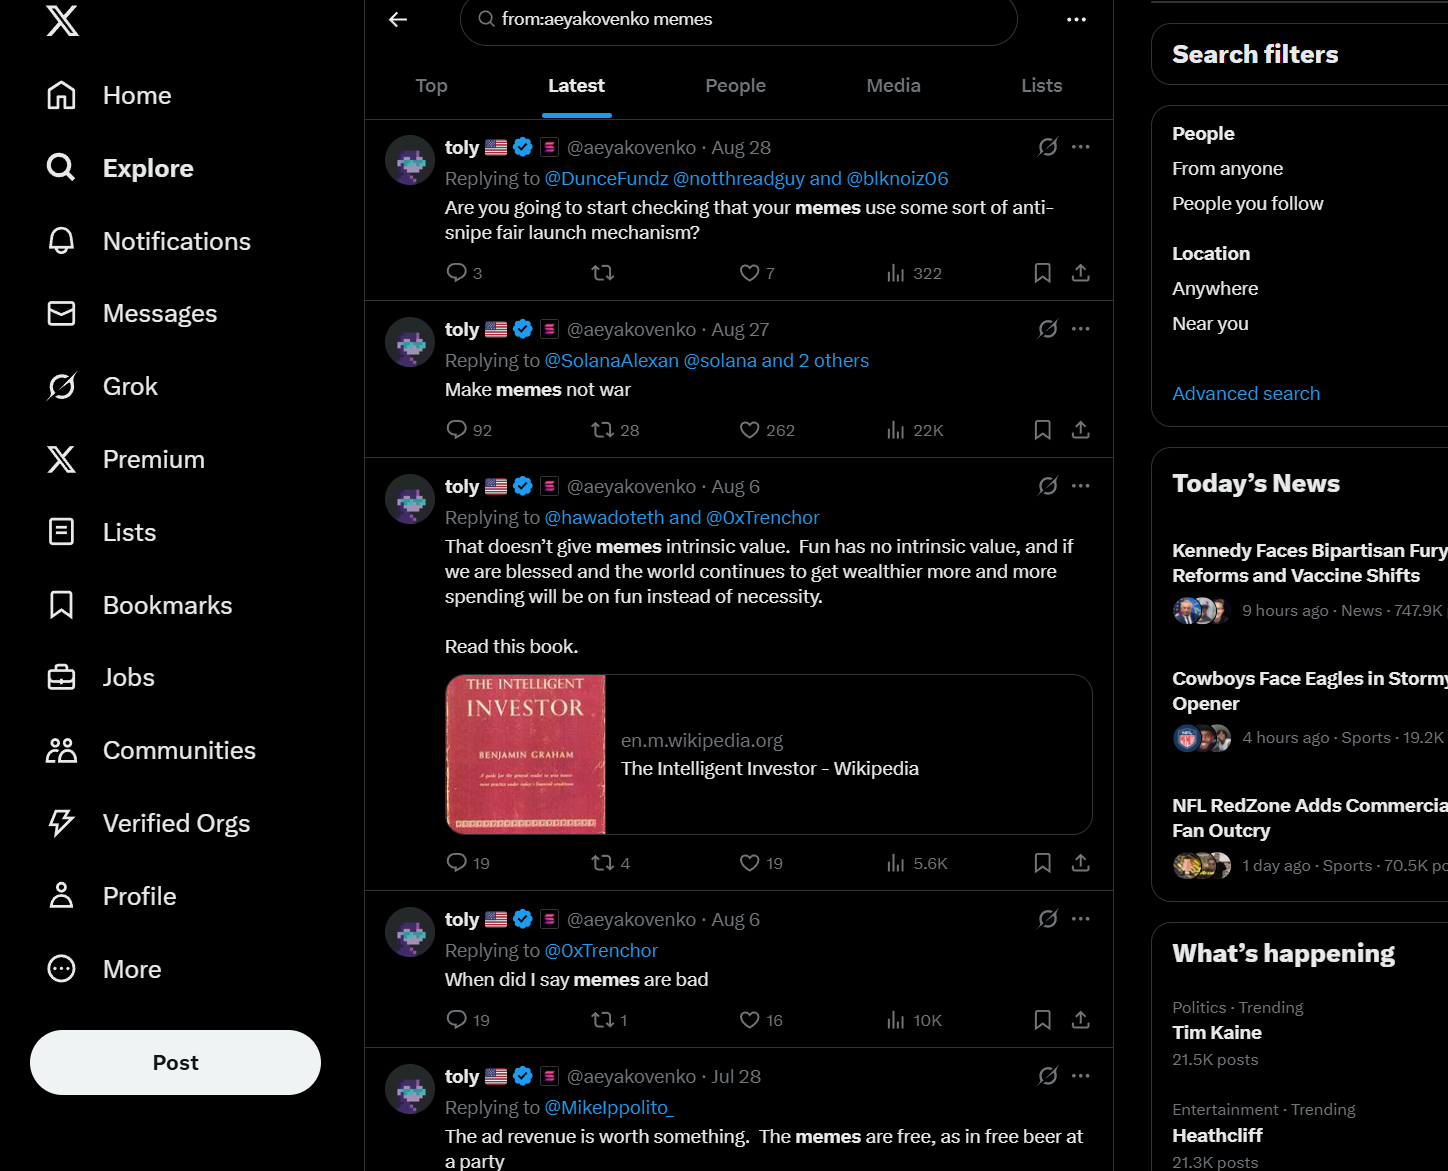 from:aeyakovenko memes
Home
Explore
Notifications
Messages
Grok
Premium
Lists
Bookmarks
Jobs
Communities
Verified Orgs
Profile
More
Post
Top
Latest
People
Media
Lists
toly @aeyakovenko · Aug 28
Replying to @DunceFundz @notthreadguy and @blknoiz06
Are you going to start checking that your memes use some sort of anti-
snipe fair launch mechanism?
3
7
322
toly @aeyakovenko · Aug 27
Replying to @SolanaAlexan @solana and 2 others
Make memes not war
92
28
262
22K
toly @aeyakovenko · Aug 6
Replying to @hawadoteth and @0xTrenchor
That doesn’t give memes intrinsic value.  Fun has no intrinsic value, and if
we are blessed and the world continues to get wealthier more and more
spending will be on fun instead of necessity.
Read this book.
THE INTELLIGENT
INVESTOR
BENJAMIN GRAHAM
en.m.wikipedia.org
The Intelligent Investor - Wikipedia
19
4
19
5.6K
toly @aeyakovenko · Aug 6
Replying to @0xTrenchor
When did I say memes are bad
19
1
16
10K
toly @aeyakovenko · Jul 28
Replying to @MikeIppolito_
The ad revenue is worth something.  The memes are free, as in free beer at
a party
Search filters
People
From anyone
People you follow
Location
Anywhere
Near you
Advanced search
Today’s News
Kennedy Faces Bipartisan Fury
Reforms and Vaccine Shifts
9 hours ago · News · 747.9K
Cowboys Face Eagles in Stormy
Opener
4 hours ago · Sports · 19.2K
NFL RedZone Adds Commercia
Fan Outcry
1 day ago · Sports · 70.5K po
What’s happening
Politics · Trending
Tim Kaine
21.5K posts
Entertainment · Trending
Heathcliff
21.3K posts